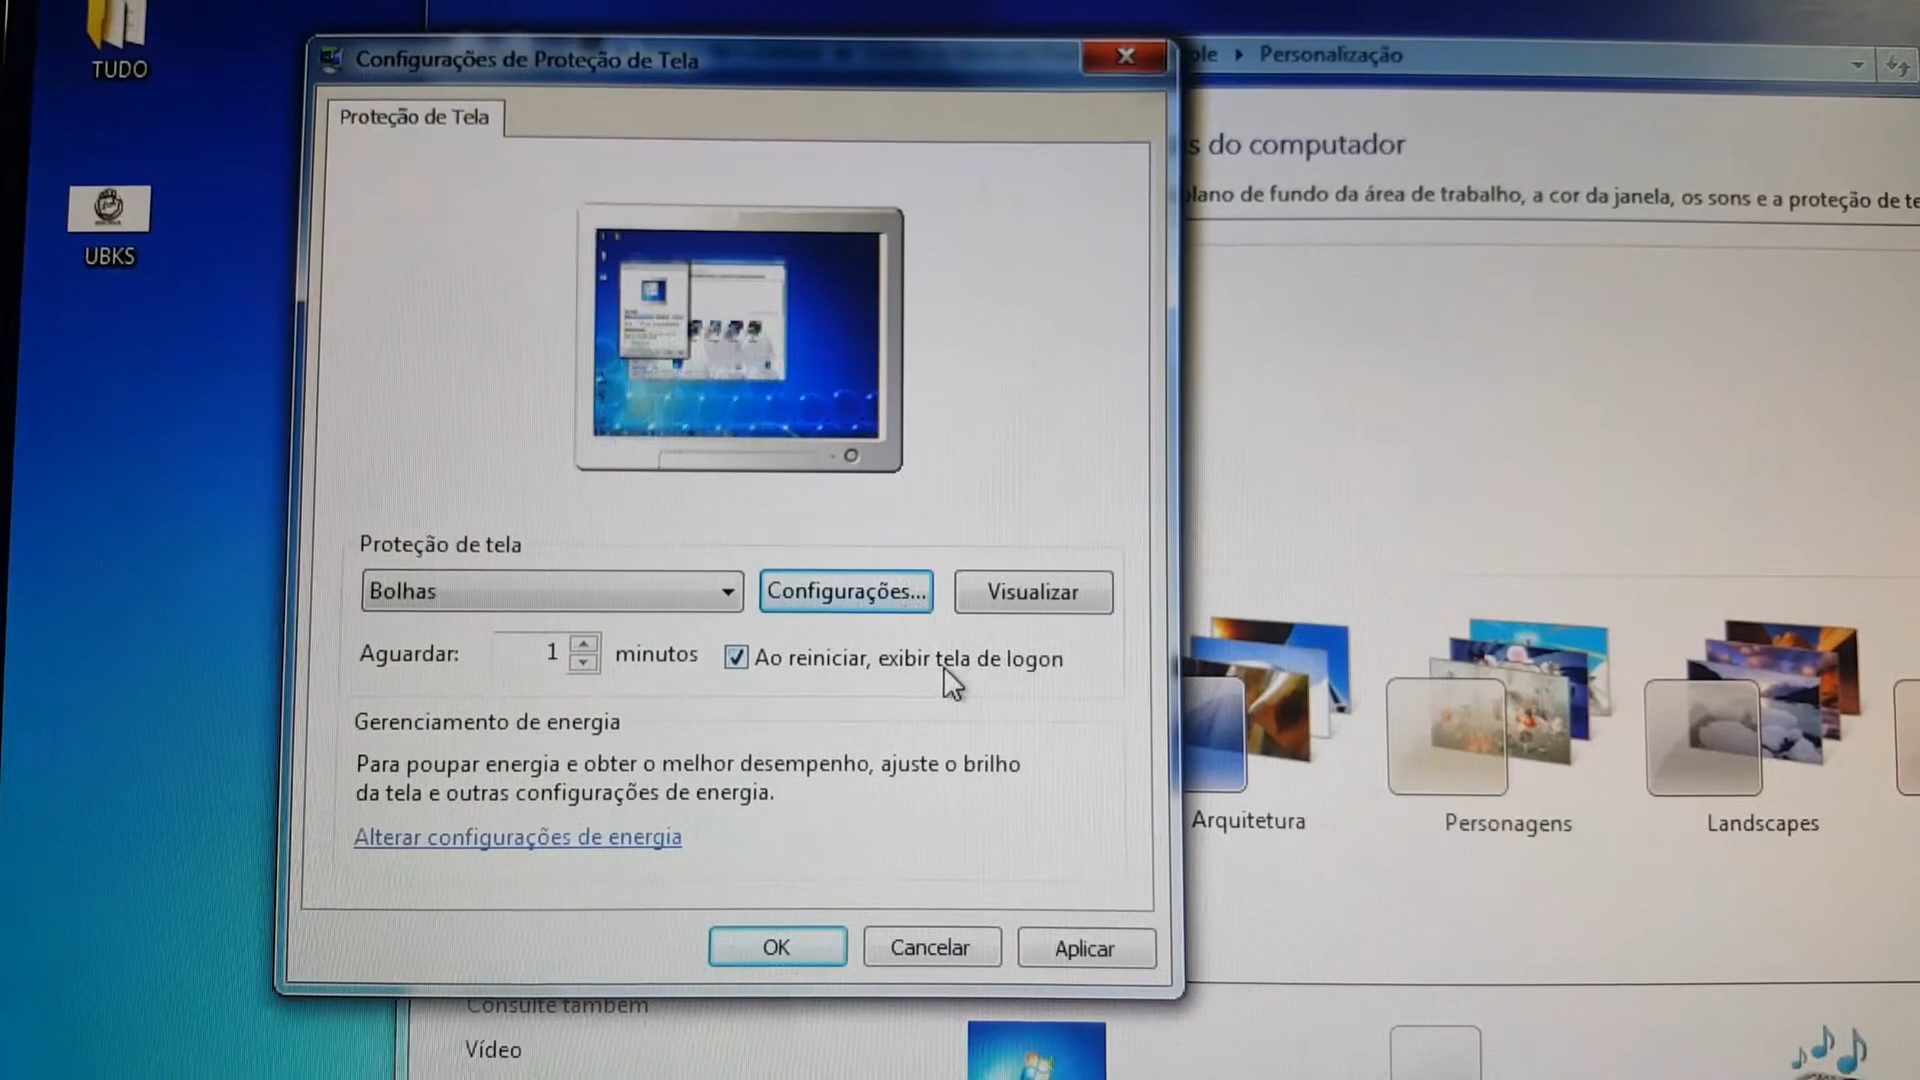 TUDO
UBKS
Configurações de Proteção de Tela
Personalização
Proteção de Tela
s do computador
plano de fundo da área de trabalho, a cor da janela, os sons e a proteção de te
Proteção de tela
Bolhas
Configurações...
Visualizar
Aguardar:
1
minutos
Ao reiniciar, exibir tela de logon
Gerenciamento de energia
Para poupar energia e obter o melhor desempenho, ajuste o brilho
da tela e outras configurações de energia.
Alterar configurações de energia
Arquitetura
Personagens
Landscapes
OK
Cancelar
Aplicar
Consulte também
Vídeo